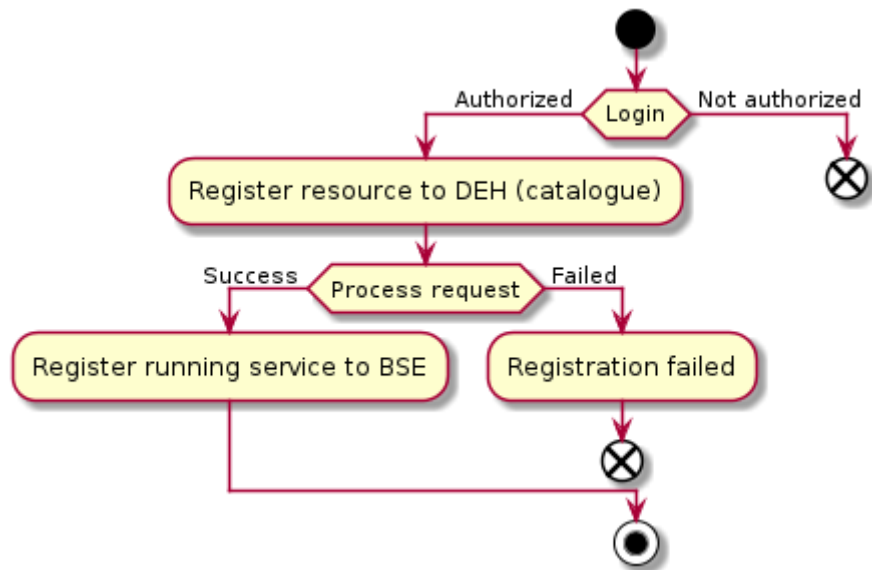 Authorized
Login
Not authorized
Register resource to DEH (catalogue)
Success
Process request
Failed
Register running service to BSE
Registration failed